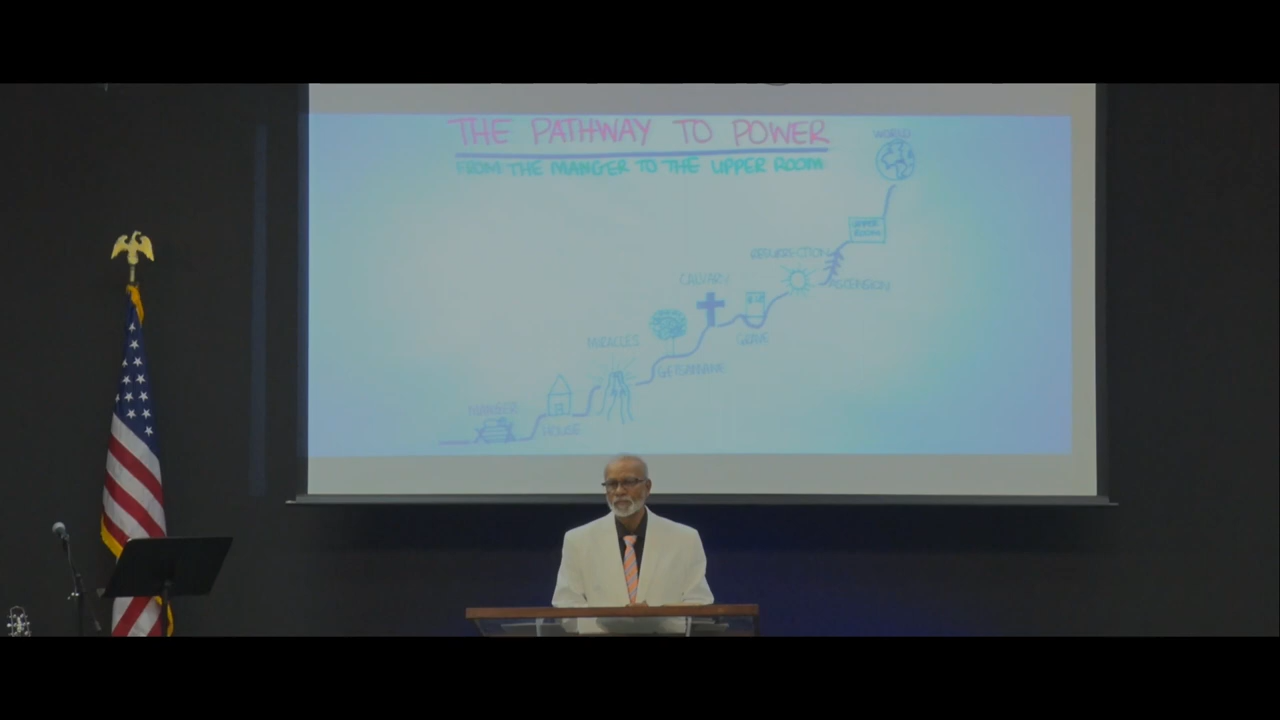 THE PATHWAY TO POWER
FROM THE MANGER TO THE UPPER ROOM
WORLD
UPPER
ROOM
RESURRECTION
ASCENSION
CALVARY
GRAVE
MIRACLES
GETSAMANE
MANGER
HOUSE